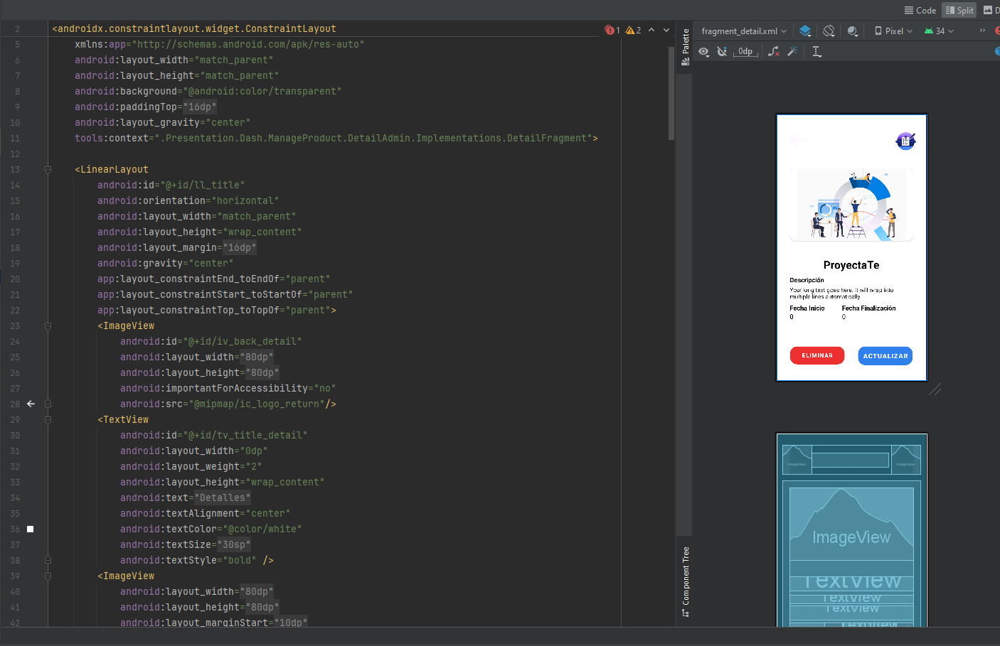 Code Split D
2 <androidx.constraintlayout.widget.ConstraintLayout 1 2
5 xmlns:app="http://schemas.android.com/apk/res-auto"
6 android:layout_width="match_parent"
7 android:layout_height="match_parent"
8 android:background="@android:color/transparent"
9 android:paddingTop="16dp"
10 android:layout_gravity="center"
11 tools:context=".Presentation.Dash.ManageProduct.DetailAdmin.Implementations.DetailFragment">
12
13 <LinearLayout
14 android:id="@+id/ll_title"
15 android:orientation="horizontal"
16 android:layout_width="match_parent"
17 android:layout_height="wrap_content"
18 android:layout_margin="16dp"
19 android:gravity="center"
20 app:layout_constraintEnd_toEndOf="parent"
21 app:layout_constraintStart_toStartOf="parent"
22 app:layout_constraintTop_toTopOf="parent">
23 <ImageView
24 android:id="@+id/iv_back_detail"
25 android:layout_width="80dp"
26 android:layout_height="80dp"
27 android:importantForAccessibility="no"
28 android:src="@mipmap/ic_logo_return"/>
29 <TextView
30 android:id="@+id/tv_title_detail"
31 android:layout_width="0dp"
32 android:layout_weight="2"
33 android:layout_height="wrap_content"
34 android:text="Detalles"
35 android:textAlignment="center"
36 android:textColor="@color/white"
37 android:textSize="30sp"
38 android:textStyle="bold" />
39 <ImageView
40 android:layout_width="80dp"
41 android:layout_height="80dp"
42 android:layout_marginStart="10dp"
Palette
Component Tree
fragment_detail.xml Pixel 34 »
0dp
ProyectaTe
Descripción
Your long text goes here. It will wrap into
multiple lines automatically
Fecha Inicio Fecha Finalización
0 0
ELIMINAR ACTUALIZAR
ImageView ImageView
ImageView
TextView
TextView
TextView
TextView